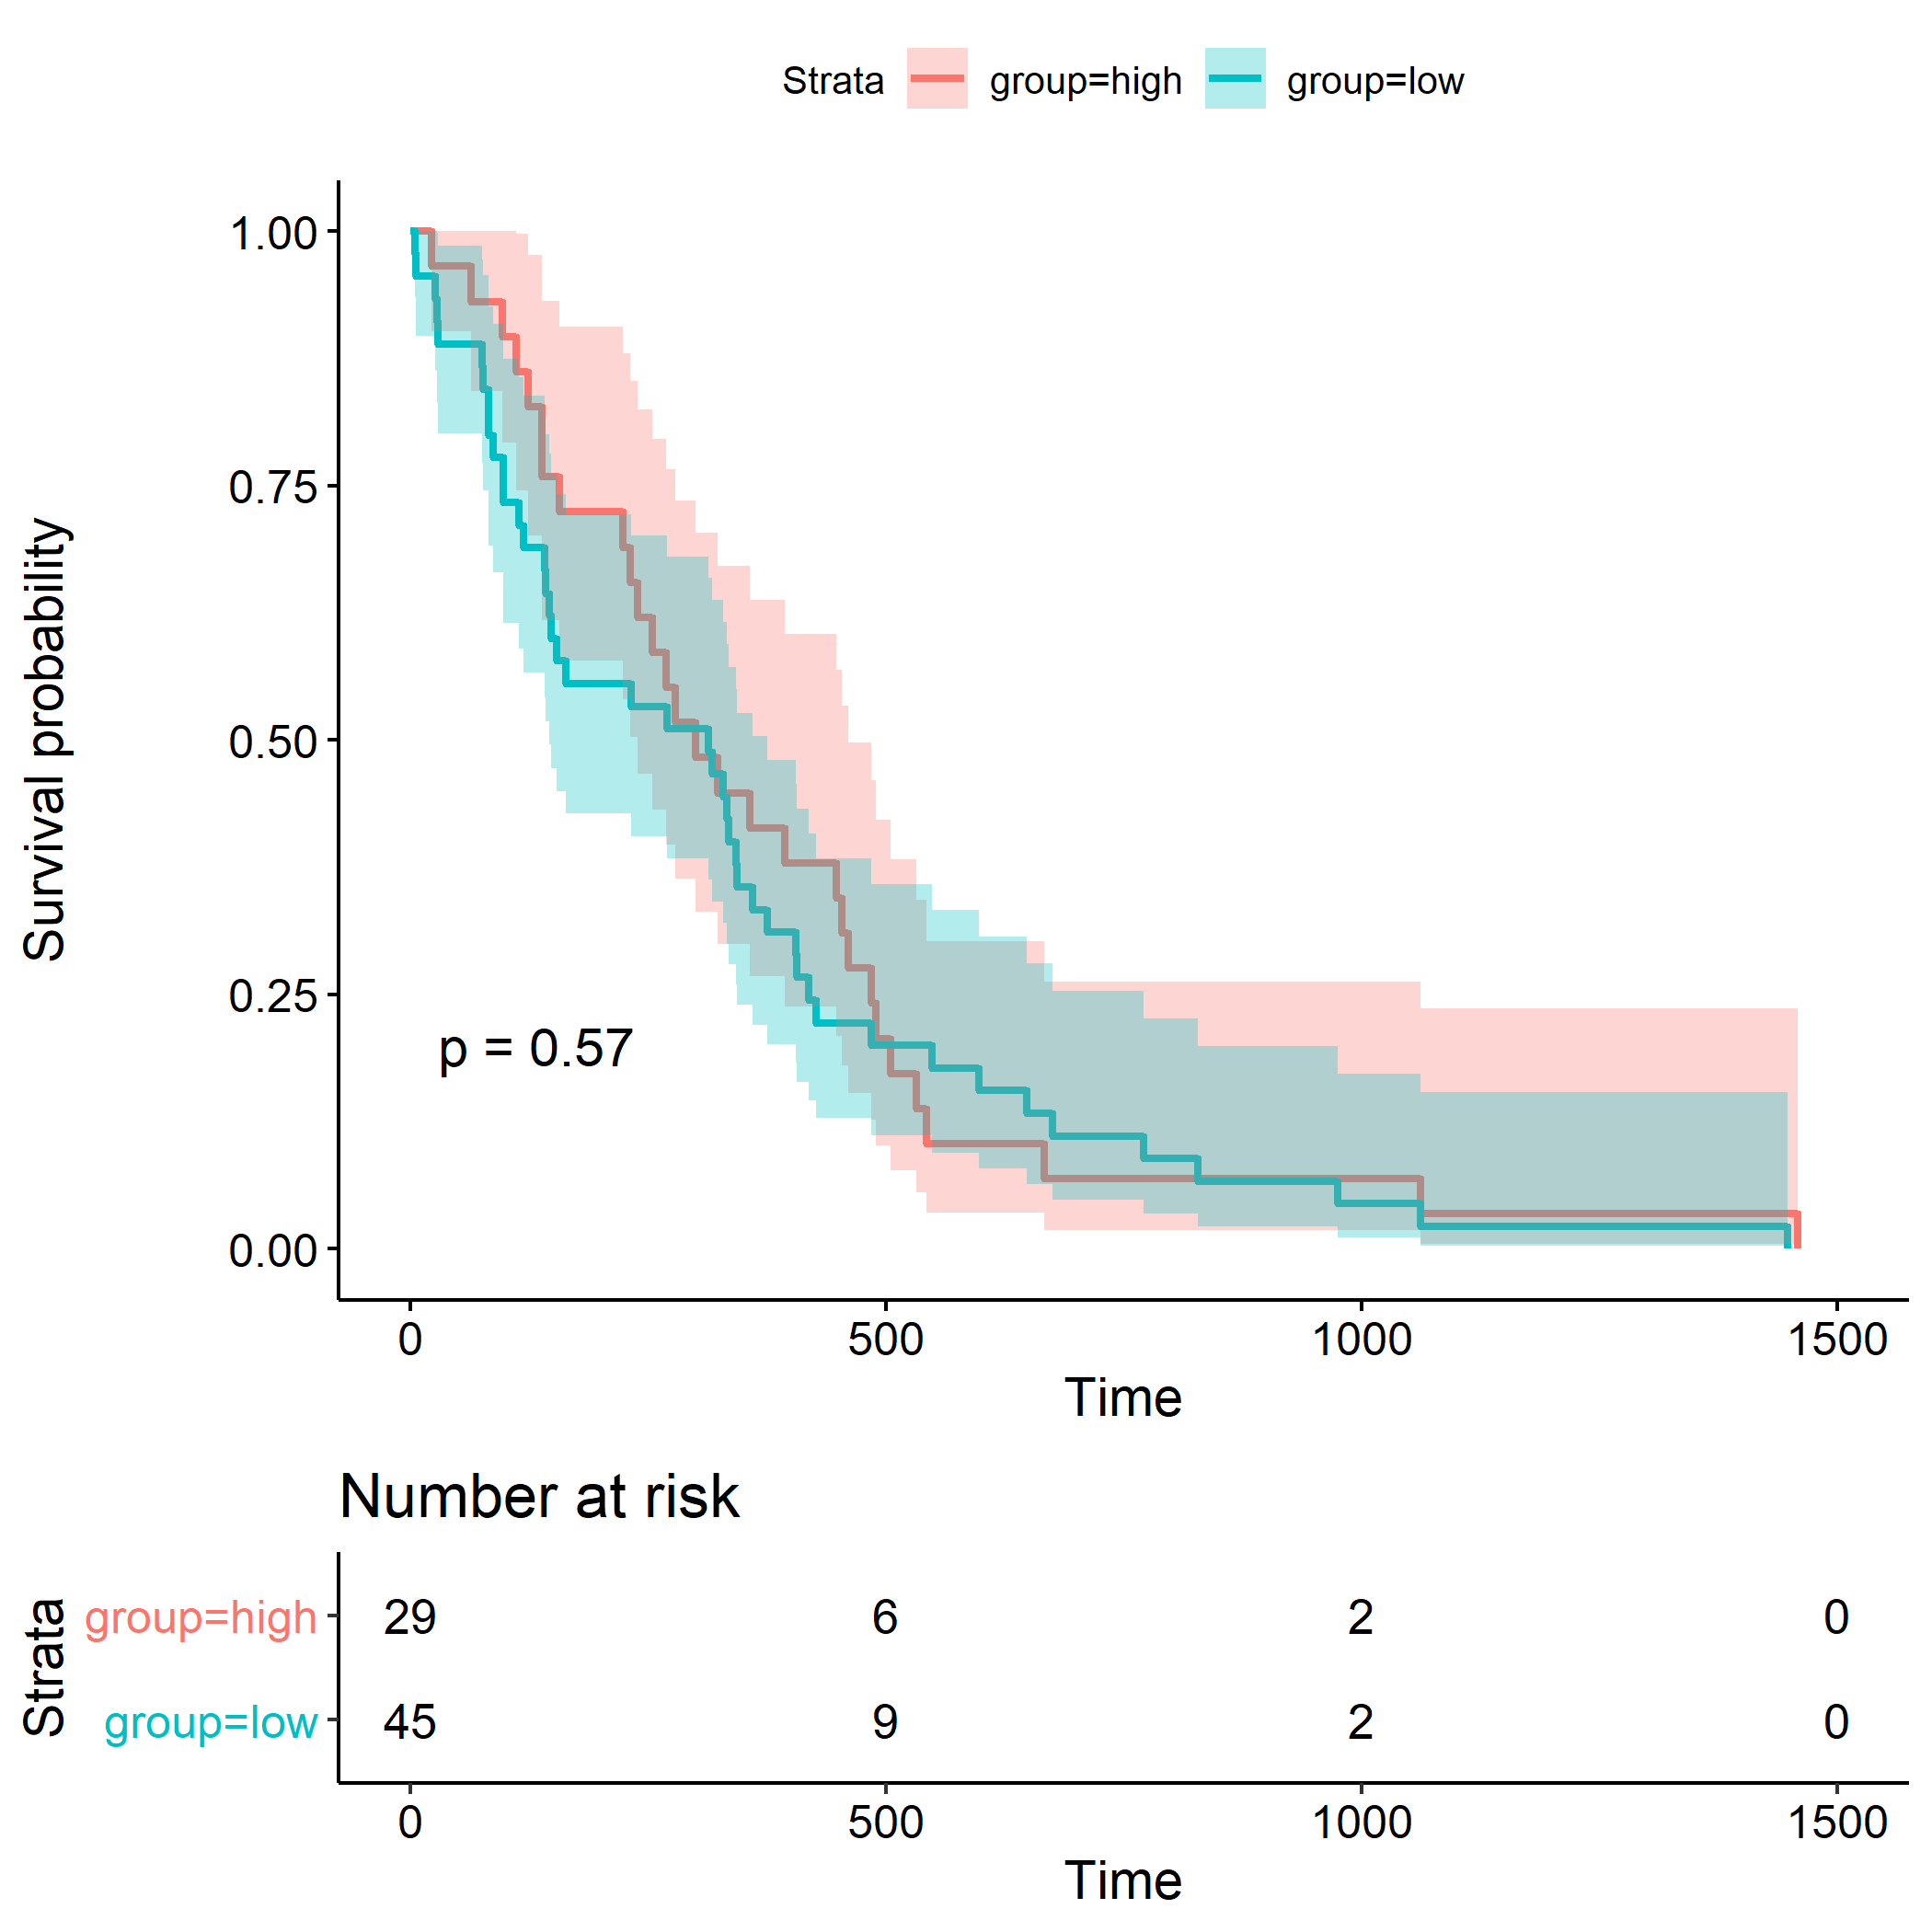 Strata group=high group=low
Survival probability
1.00
0.75
0.50
0.25
0.00
p = 0.57
0 500 1000 1500
Time
Number at risk
Strata
group=high 29 6 2 0
group=low 45 9 2 0
0 500 1000 1500
Time